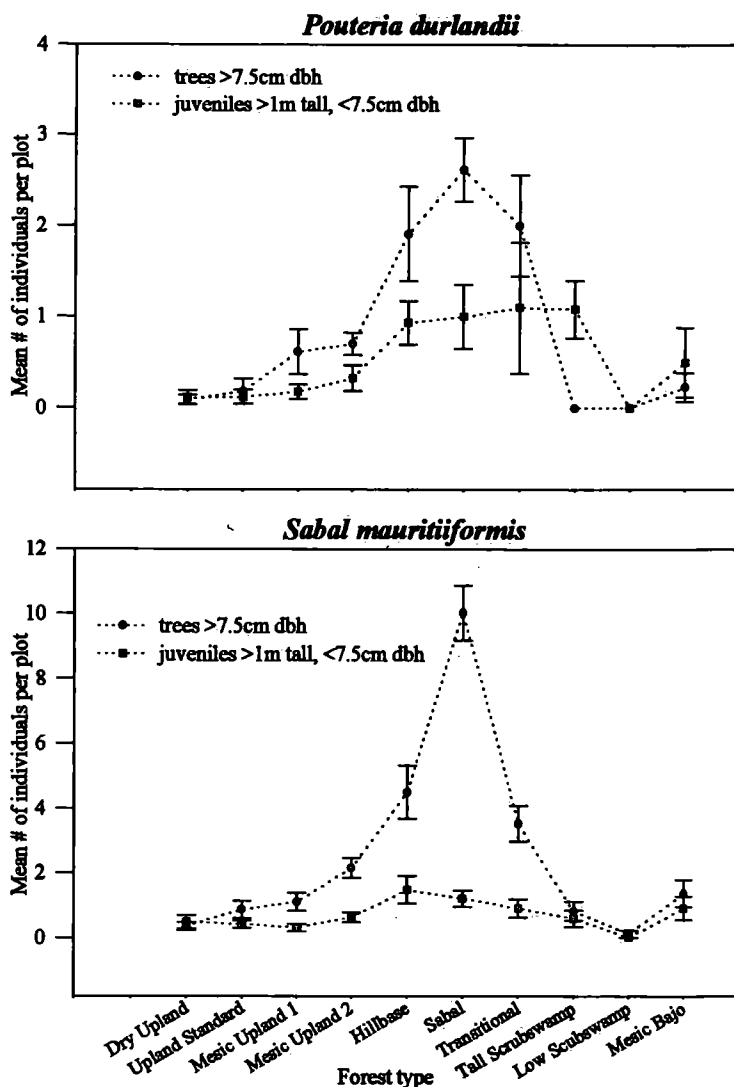 Pouteria durlandii
4
3
2
1
0
Mean # of individuals per plot
trees >7.5cm dbh
juveniles >1m tall, <7.5cm dbh
Sabal mauritiiformis
12
10
8
6
4
2
0
Mean # of individuals per plot
trees >7.5cm dbh
juveniles >1m tall, <7.5cm dbh
Dry Upland
Upland Standard
Mesic Upland 1
Mesic Upland 2
Hillbase
Sabal
Transitional
Tall Scrubswamp
Low Scubswamp
Mesic Bajo
Forest type